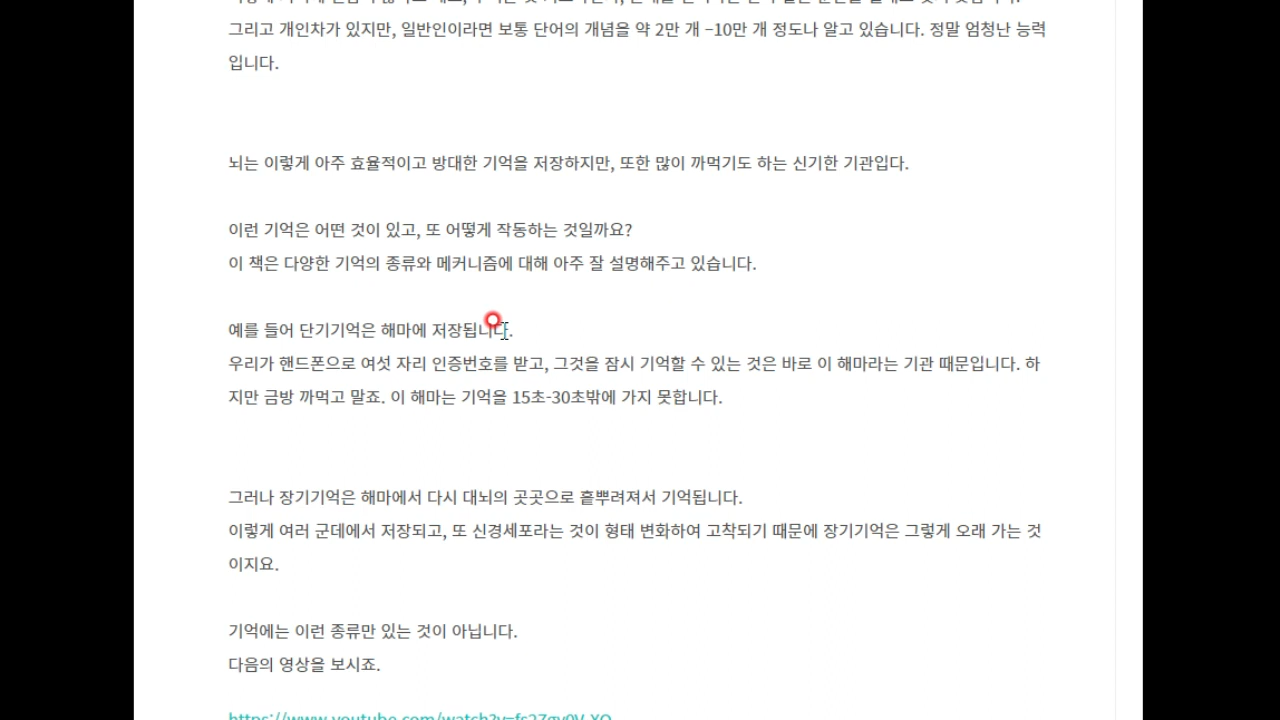 그리고 개인차가 있지만, 일반인이라면 보통 단어의 개념을 약 2만 개 –10만 개 정도나 알고 있습니다. 정말 엄청난 능력
입니다.
뇌는 이렇게 아주 효율적이고 방대한 기억을 저장하지만, 또한 많이 까먹기도 하는 신기한 기관입다.
이런 기억은 어떤 것이 있고, 또 어떻게 작동하는 것일까요?
이 책은 다양한 기억의 종류와 메커니즘에 대해 아주 잘 설명해주고 있습니다.
예를 들어 단기기억은 해마에 저장됩니다.
우리가 핸드폰으로 여섯 자리 인증번호를 받고, 그것을 잠시 기억할 수 있는 것은 바로 이 해마라는 기관 때문입니다. 하
지만 금방 까먹고 말죠. 이 해마는 기억을 15초-30초밖에 가지 못합니다.
그러나 장기기억은 해마에서 다시 대뇌의 곳곳으로 흩뿌려져서 기억됩니다.
이렇게 여러 군데에서 저장되고, 또 신경세포라는 것이 형태 변화하여 고착되기 때문에 장기기억은 그렇게 오래 가는 것
이지요.
기억에는 이런 종류만 있는 것이 아닙니다.
다음의 영상을 보시죠.